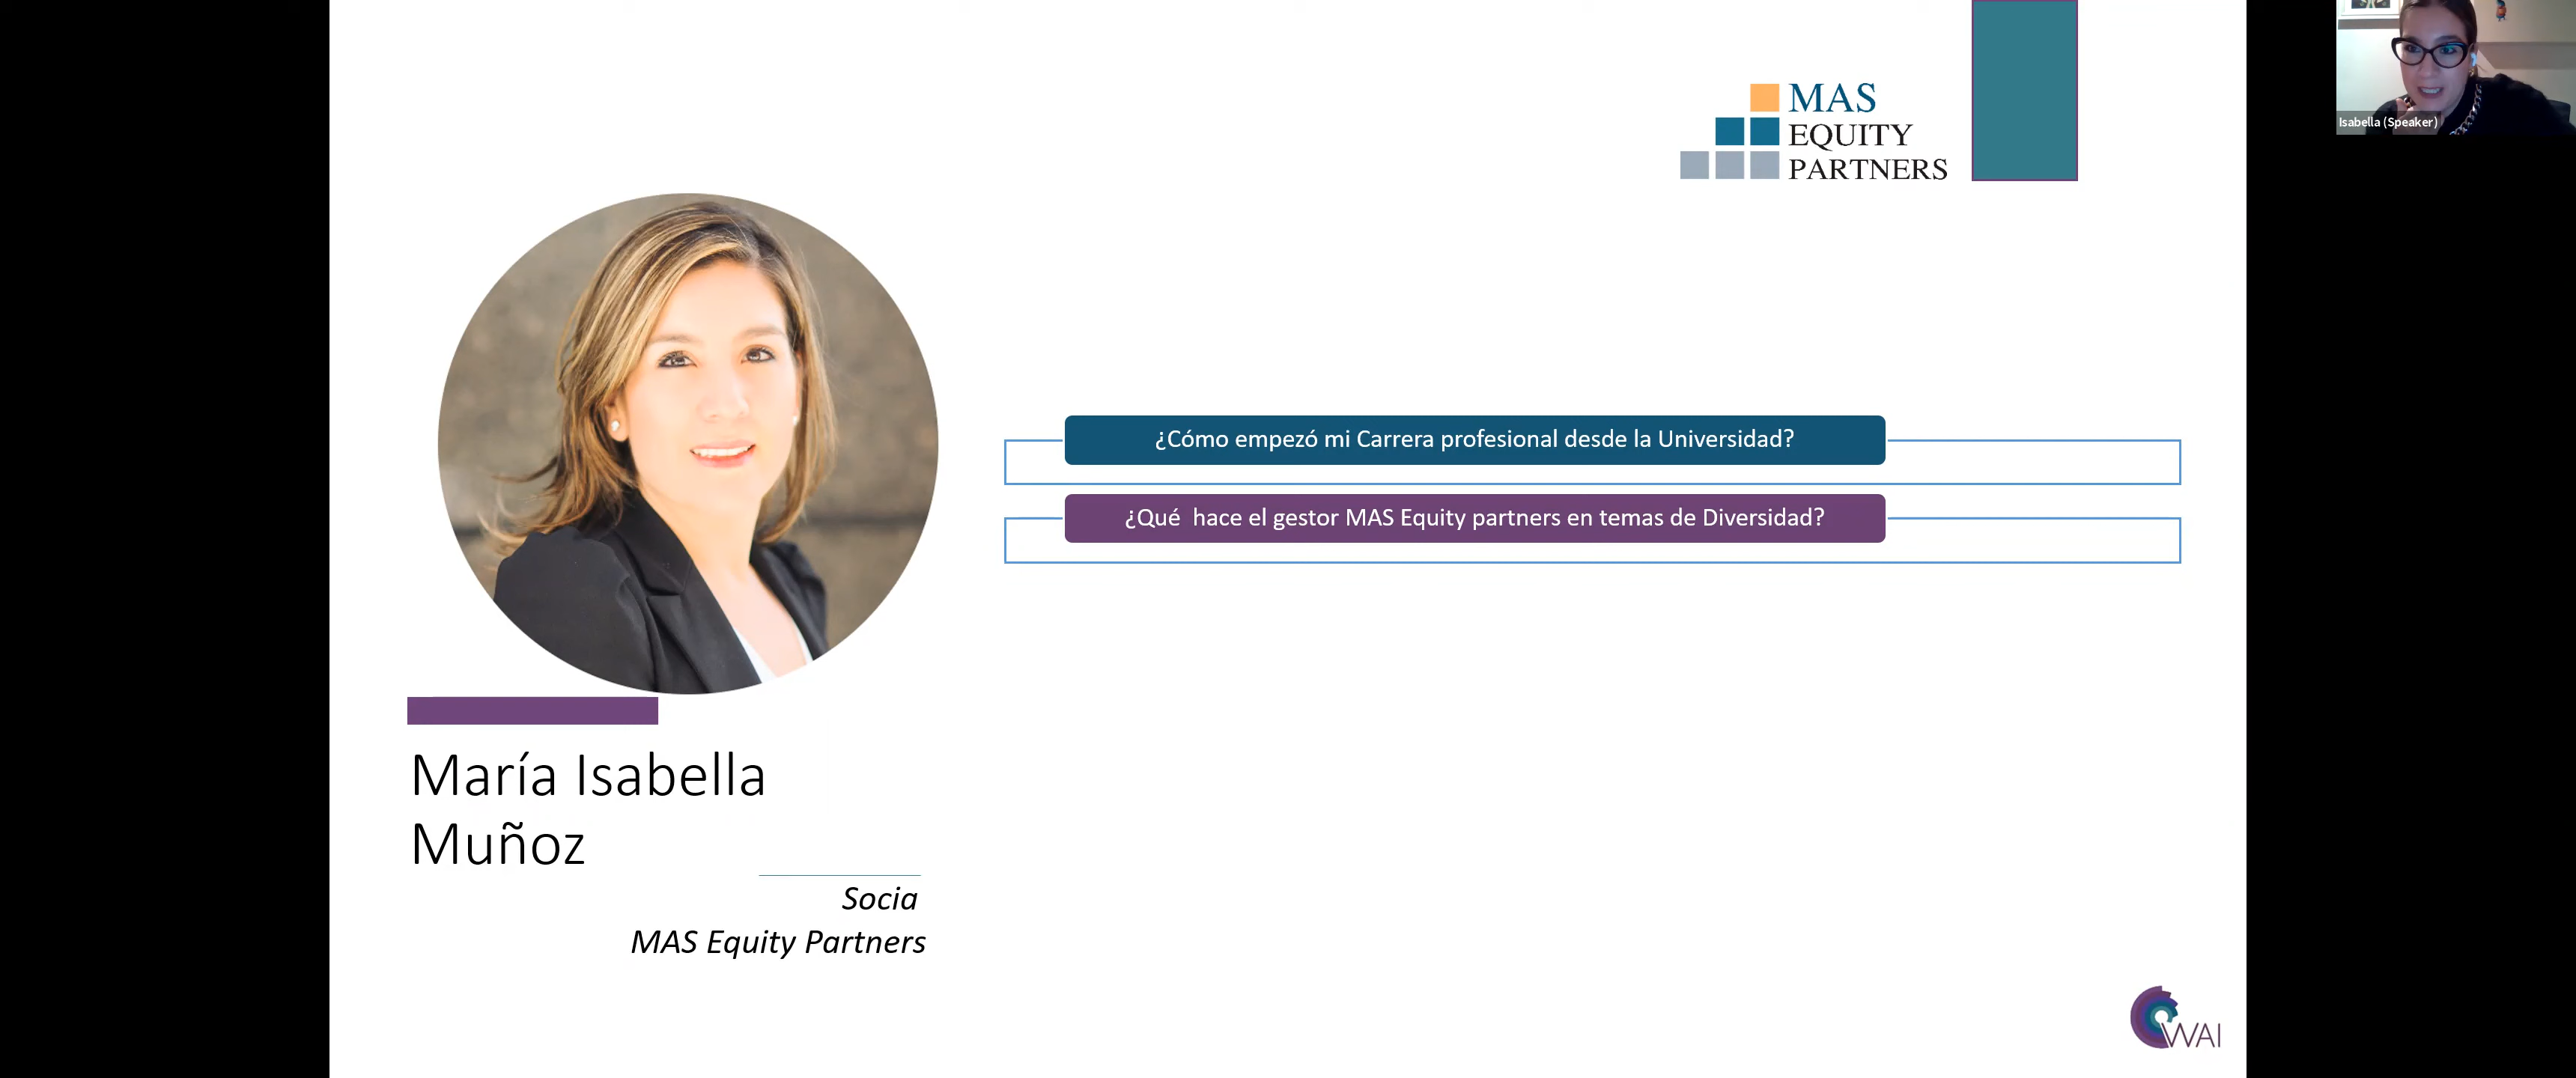 MAS
EQUITY
PARTNERS
Isabella (Speaker)
¿Cómo empezó mi Carrera profesional desde la Universidad?
¿Qué  hace el gestor MAS Equity partners en temas de Diversidad?
María Isabella
Muñoz
Socia
MAS Equity Partners
WAI